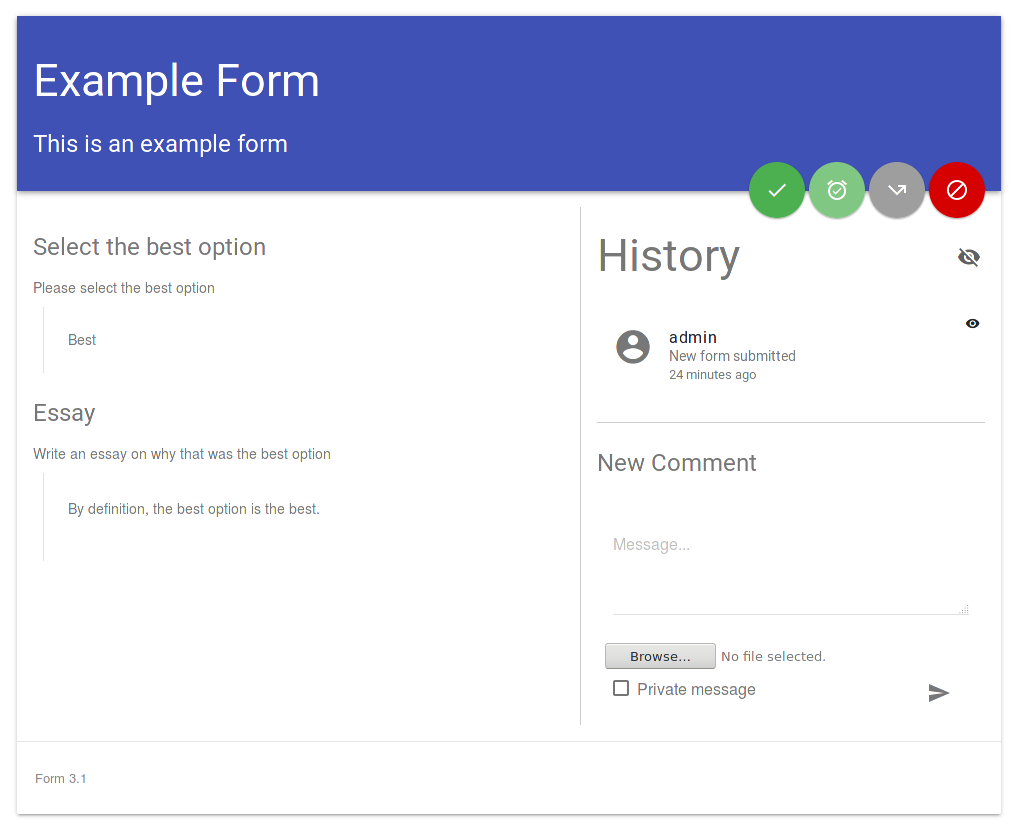 Example Form
This is an example form
Select the best option
Please select the best option
Best
Essay
Write an essay on why that was the best option
By definition, the best option is the best.
History
admin
New form submitted
24 minutes ago
New Comment
Message...
Browse... No file selected.
Private message
Form 3.1